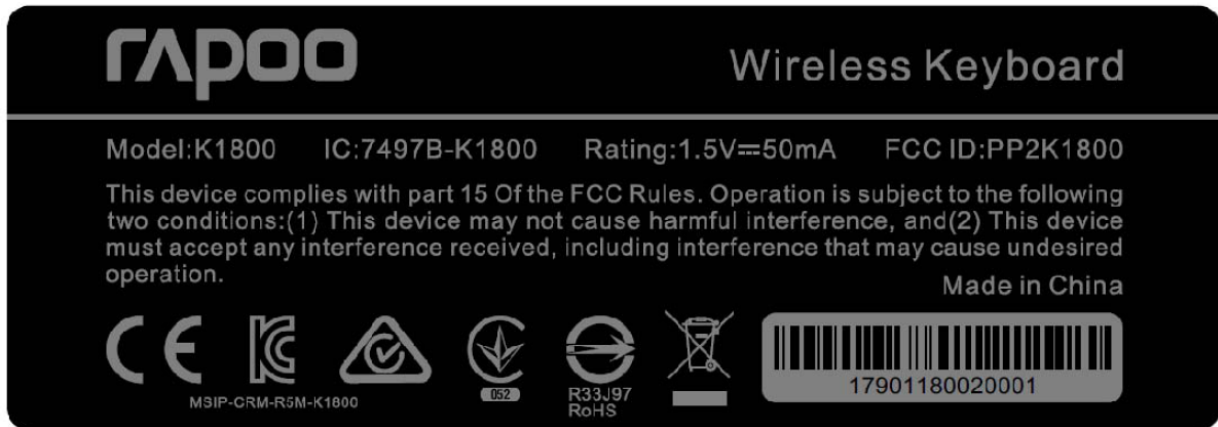 rapoo
Wireless Keyboard
Model:K1800 IC:7497B-K1800 Rating:1.5V⎓50mA FCC ID:PP2K1800
This device complies with part 15 Of the FCC Rules. Operation is subject to the following
two conditions:(1) This device may not cause harmful interference, and(2) This device
must accept any interference received, including interference that may cause undesired
operation.
Made in China
CE
MSIP-CRM-R5M-K1800
052
R33J97
RoHS
17901180020001